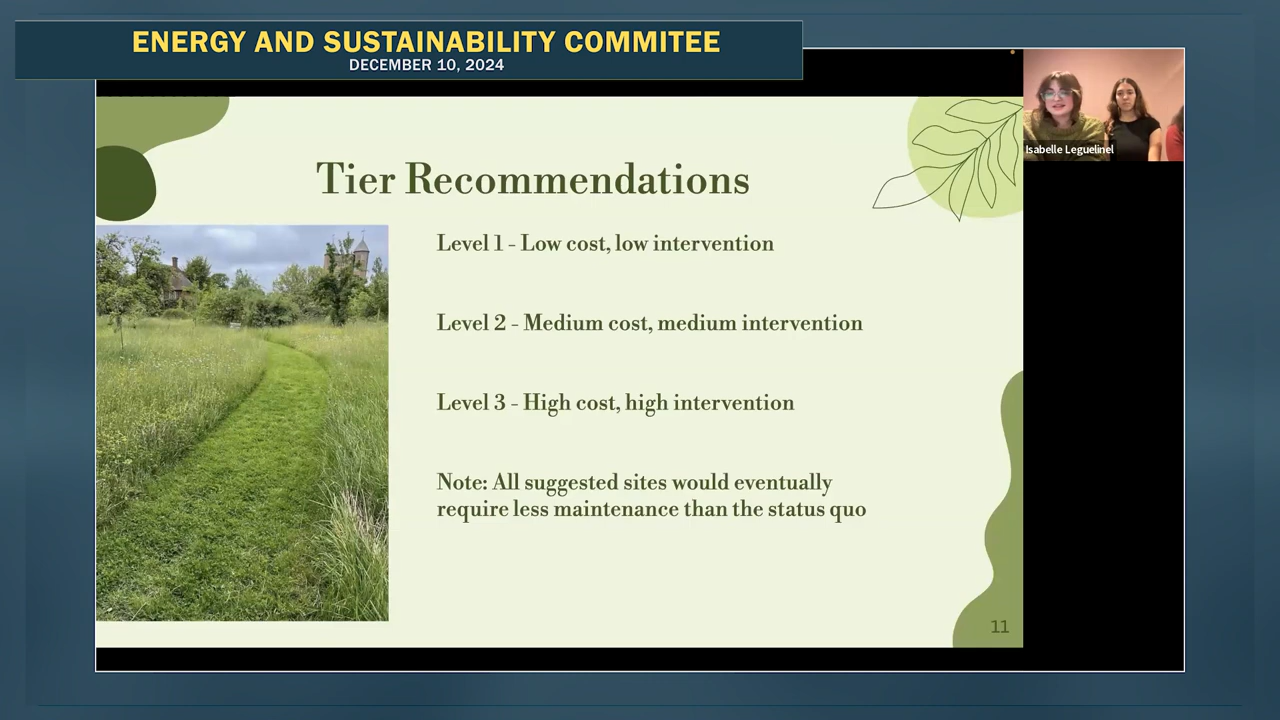 ENERGY AND SUSTAINABILITY COMMITEE
DECEMBER 10, 2024
Isabelle Leguelinel
Tier Recommendations
Level 1 - Low cost, low intervention
Level 2 - Medium cost, medium intervention
Level 3 - High cost, high intervention
Note: All suggested sites would eventually
require less maintenance than the status quo
11